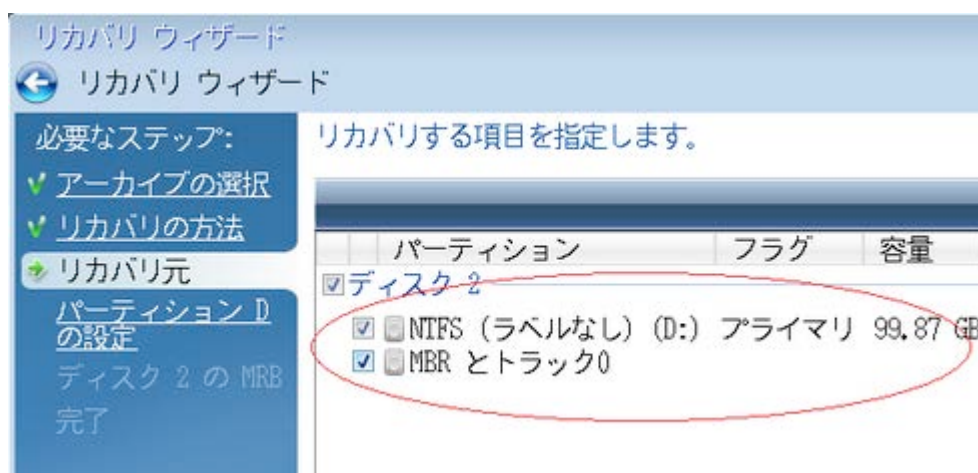 リカバリ ウィザード
リカバリ ウィザード
必要なステップ:
アーカイブの選択
リカバリの方法
リカバリ元
パーティション D
の設定
ディスク 2 の MRB
完了
リカバリする項目を指定します。
パーティション フラグ 容量
ディスク 2
NTFS (ラベルなし) (D:) プライマリ 99.87 GB
MBR とトラック0